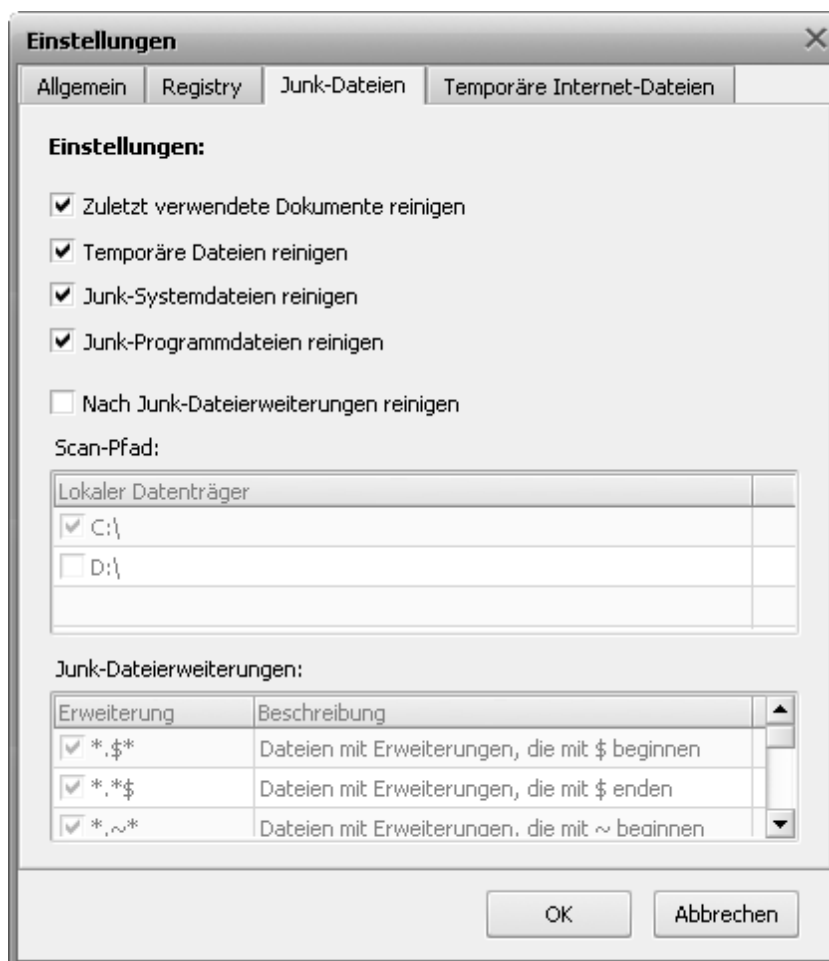 Einstellungen
Allgemein Registry Junk-Dateien Temporäre Internet-Dateien
Einstellungen:
Zuletzt verwendete Dokumente reinigen
Temporäre Dateien reinigen
Junk-Systemdateien reinigen
Junk-Programmdateien reinigen
Nach Junk-Dateierweiterungen reinigen
Scan-Pfad:
Lokaler Datenträger
C:\
D:\
Junk-Dateierweiterungen:
Erweiterung Beschreibung
*.$* Dateien mit Erweiterungen, die mit $ beginnen
*.*$ Dateien mit Erweiterungen, die mit $ enden
*.~* Dateien mit Erweiterungen, die mit ~ beginnen
OK Abbrechen